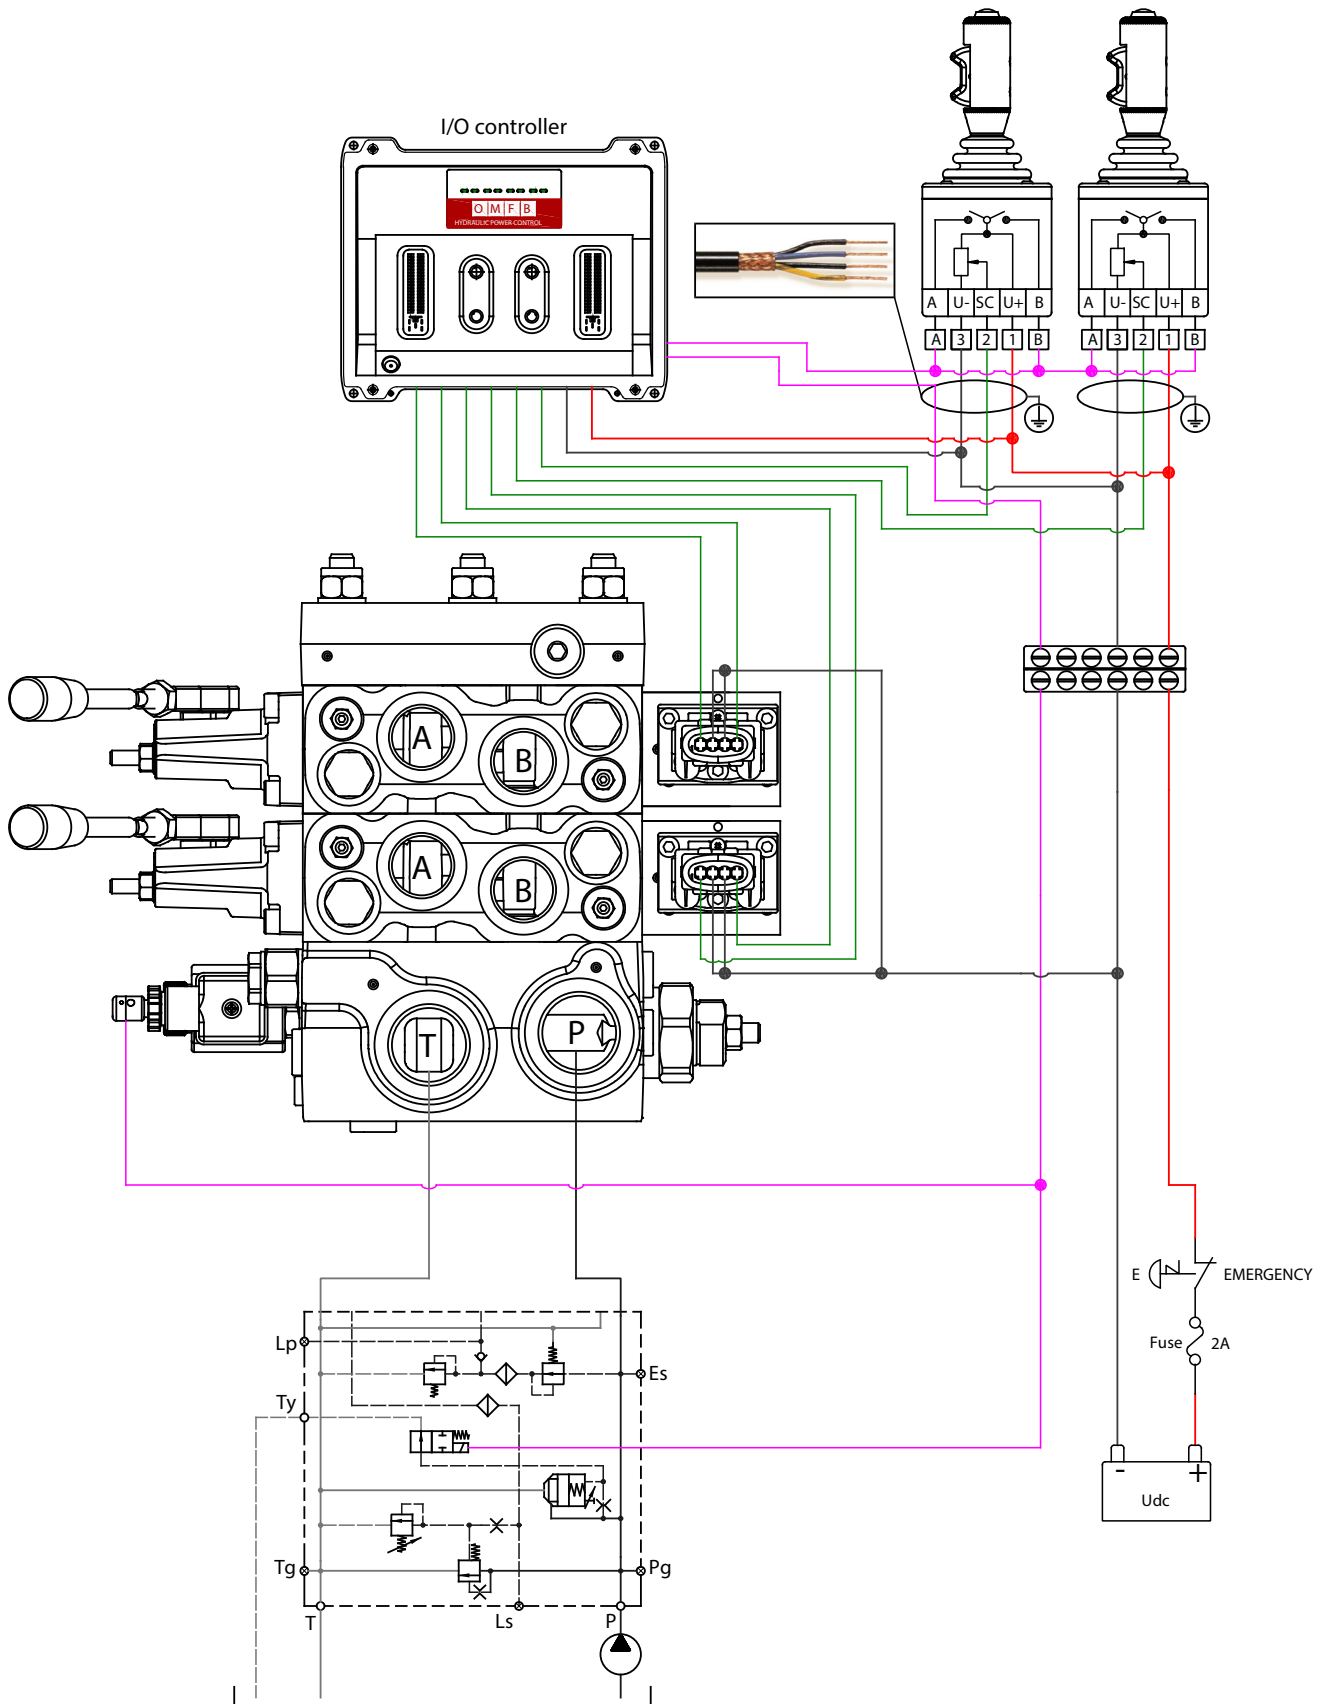 I/O controller
O M F B
HYDRAULIC POWER CONTROL
A U- SC U+ B
A U- SC U+ B
A 3 2 1 B
A 3 2 1 B
A
B
A
B
T
P
E
EMERGENCY
Fuse
2A
Lp
Es
Ty
-
+
Udc
Tg
Pg
T
Ls
P